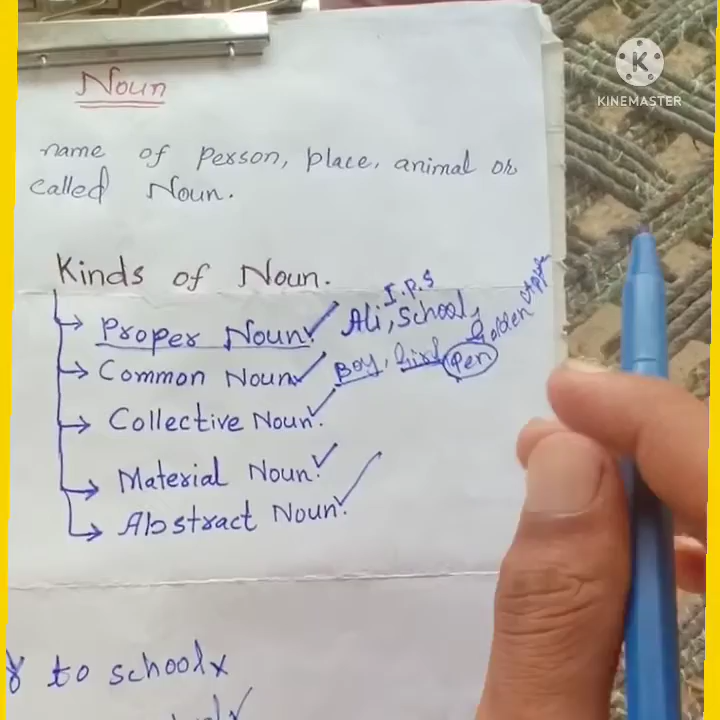 KINEMASTER
Noun
name of person, place, animal or
called Noun.
Kinds of Noun.
I.P.S
Proper Noun. Ali, School, Golden
Common Noun. Boy, Girl Pen
Collective Noun.
Material Noun.
Abstract Noun.
to school x